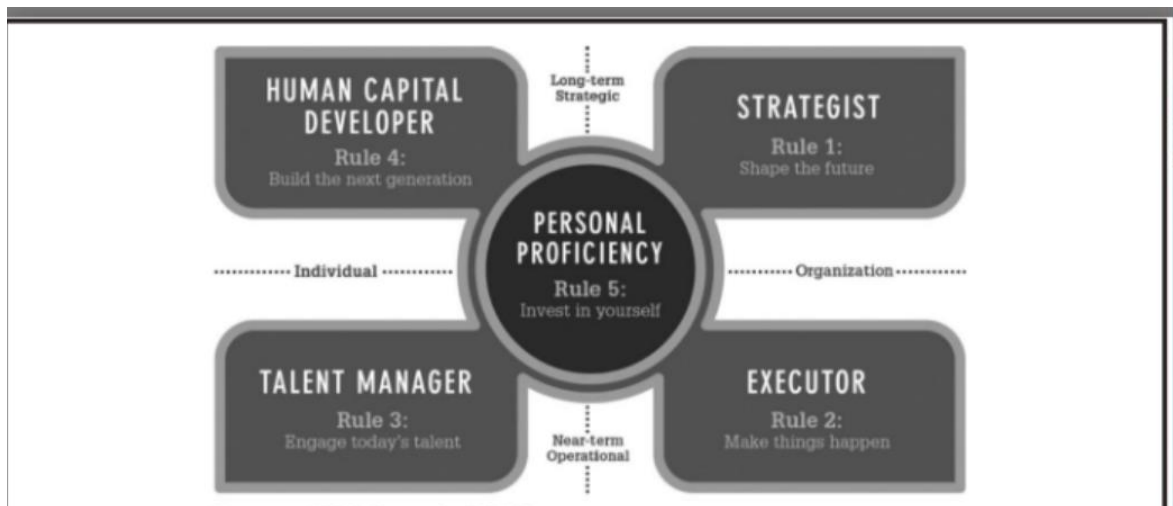 HUMAN CAPITAL
DEVELOPER
Rule 4:
Build the next generation
Long-term
Strategic
STRATEGIST
Rule 1:
Shape the future
PERSONAL
PROFICIENCY
Rule 5:
Invest in yourself
Individual
Organization
TALENT MANAGER
Rule 3:
Engage today's talent
Near-term
Operational
EXECUTOR
Rule 2:
Make things happen